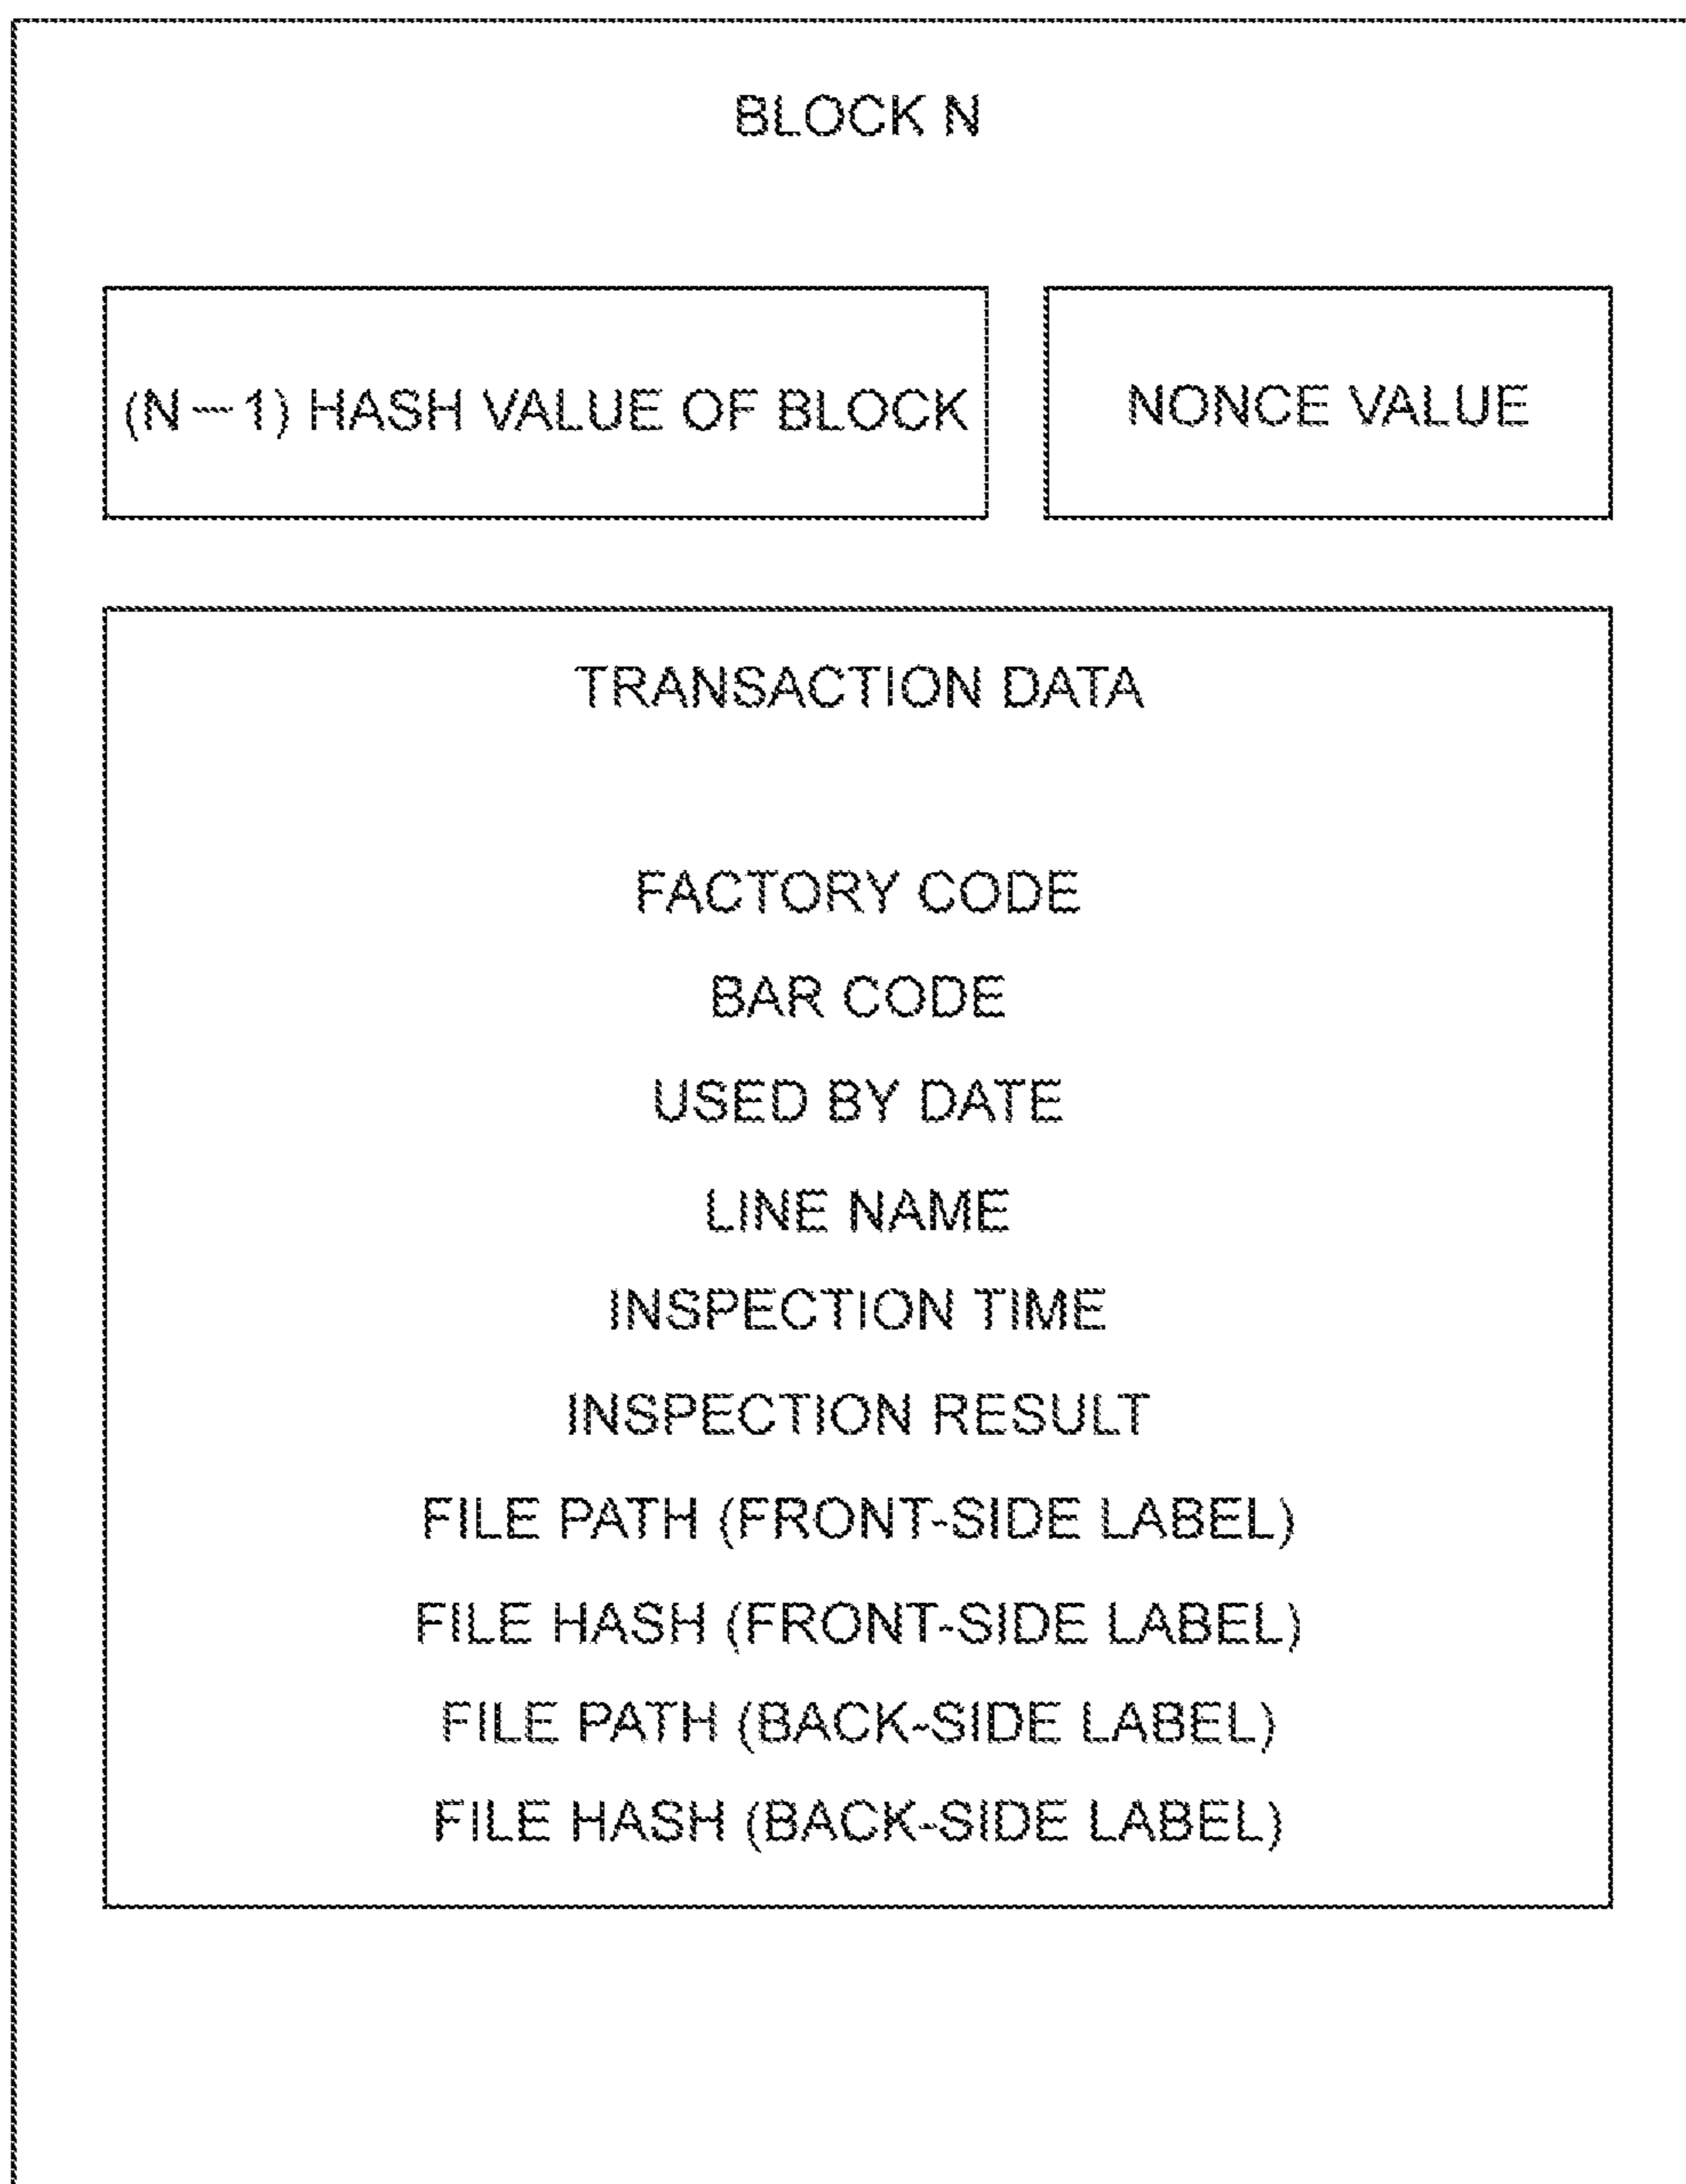 BLOCK N
(N-1) HASH VALUE OF BLOCK
NONCE VALUE
TRANSACTION DATA
FACTORY CODE
BAR CODE
USED BY DATE
LINE NAME
INSPECTION TIME
INSPECTION RESULT
FILE PATH (FRONT-SIDE LABEL)
FILE HASH (FRONT-SIDE LABEL)
FILE PATH (BACK-SIDE LABEL)
FILE HASH (BACK-SIDE LABEL)